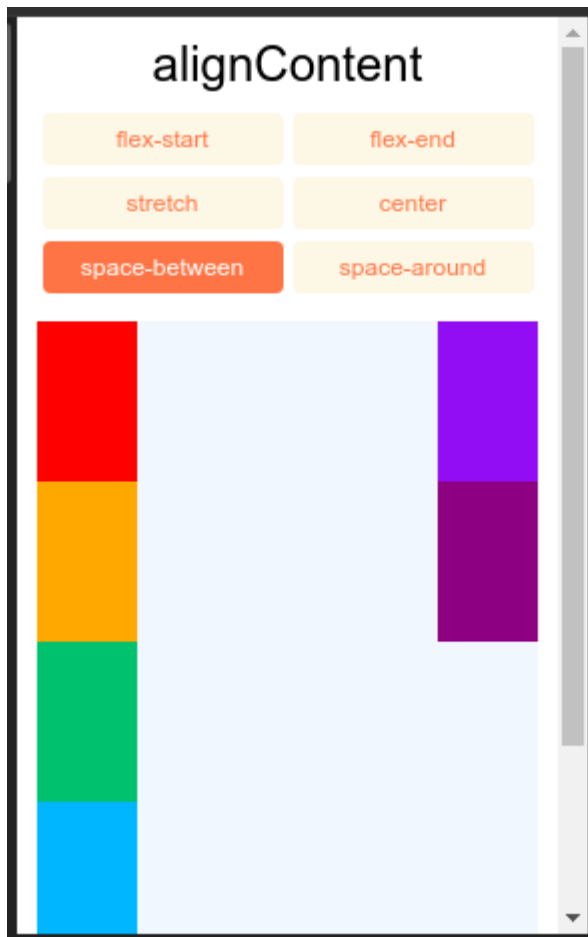 alignContent
flex-start flex-end
stretch center
space-between space-around